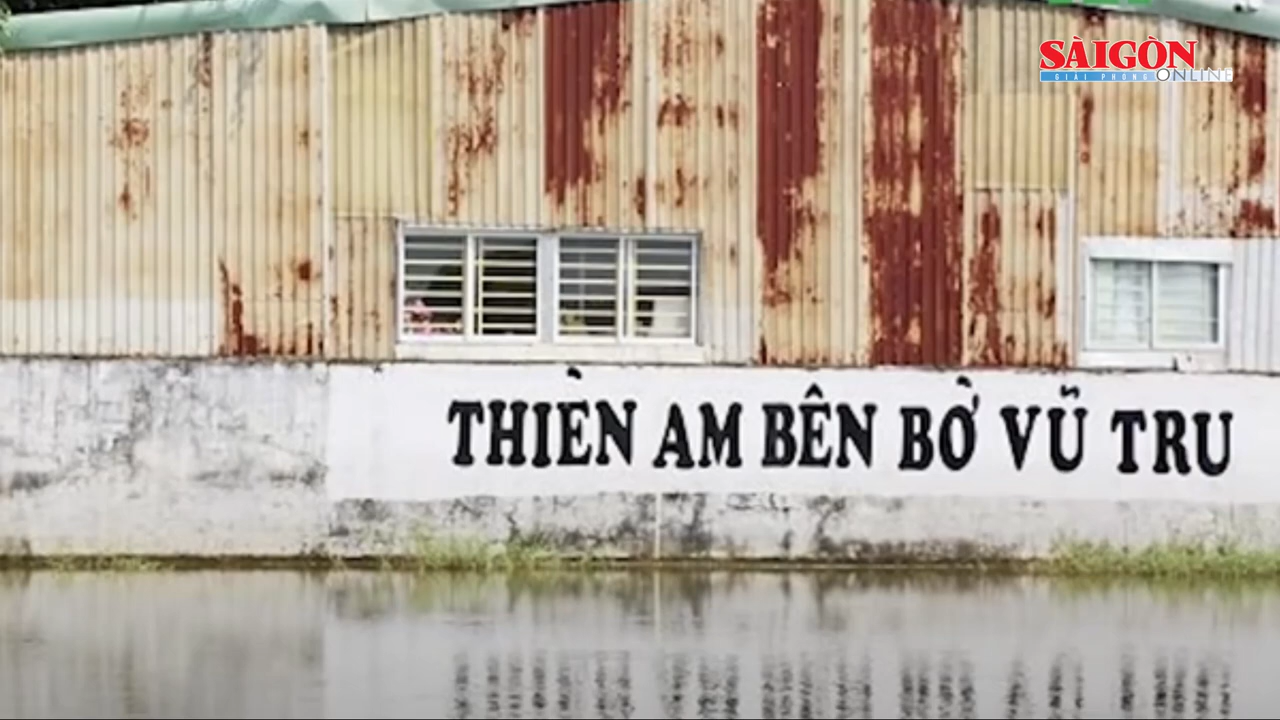 SÀIGÒN
GIẢI PHÓNG ONLINE
THIỀN AM BÊN BỜ VŨ TRU